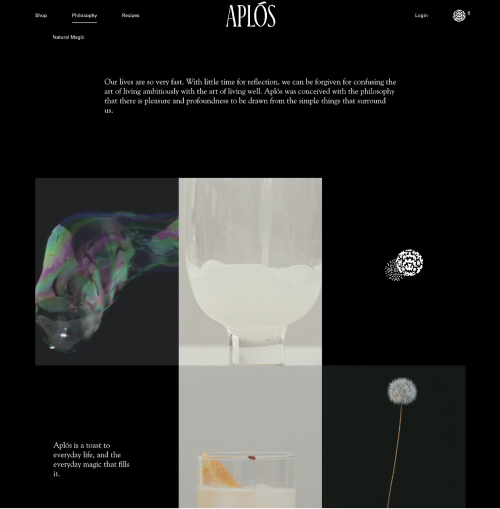 Shop Philosophy Recipes APLÓS Login 0
Natural Magic
Our lives are so very fast. With little time for reflection, we can be forgiven for confusing the
art of living ambitiously with the art of living well. Aplós was conceived with the philosophy
that there is pleasure and profoundness to be drawn from the simple things that surround
us.
Aplós is a toast to
everyday life, and the
everyday magic that fills
it.